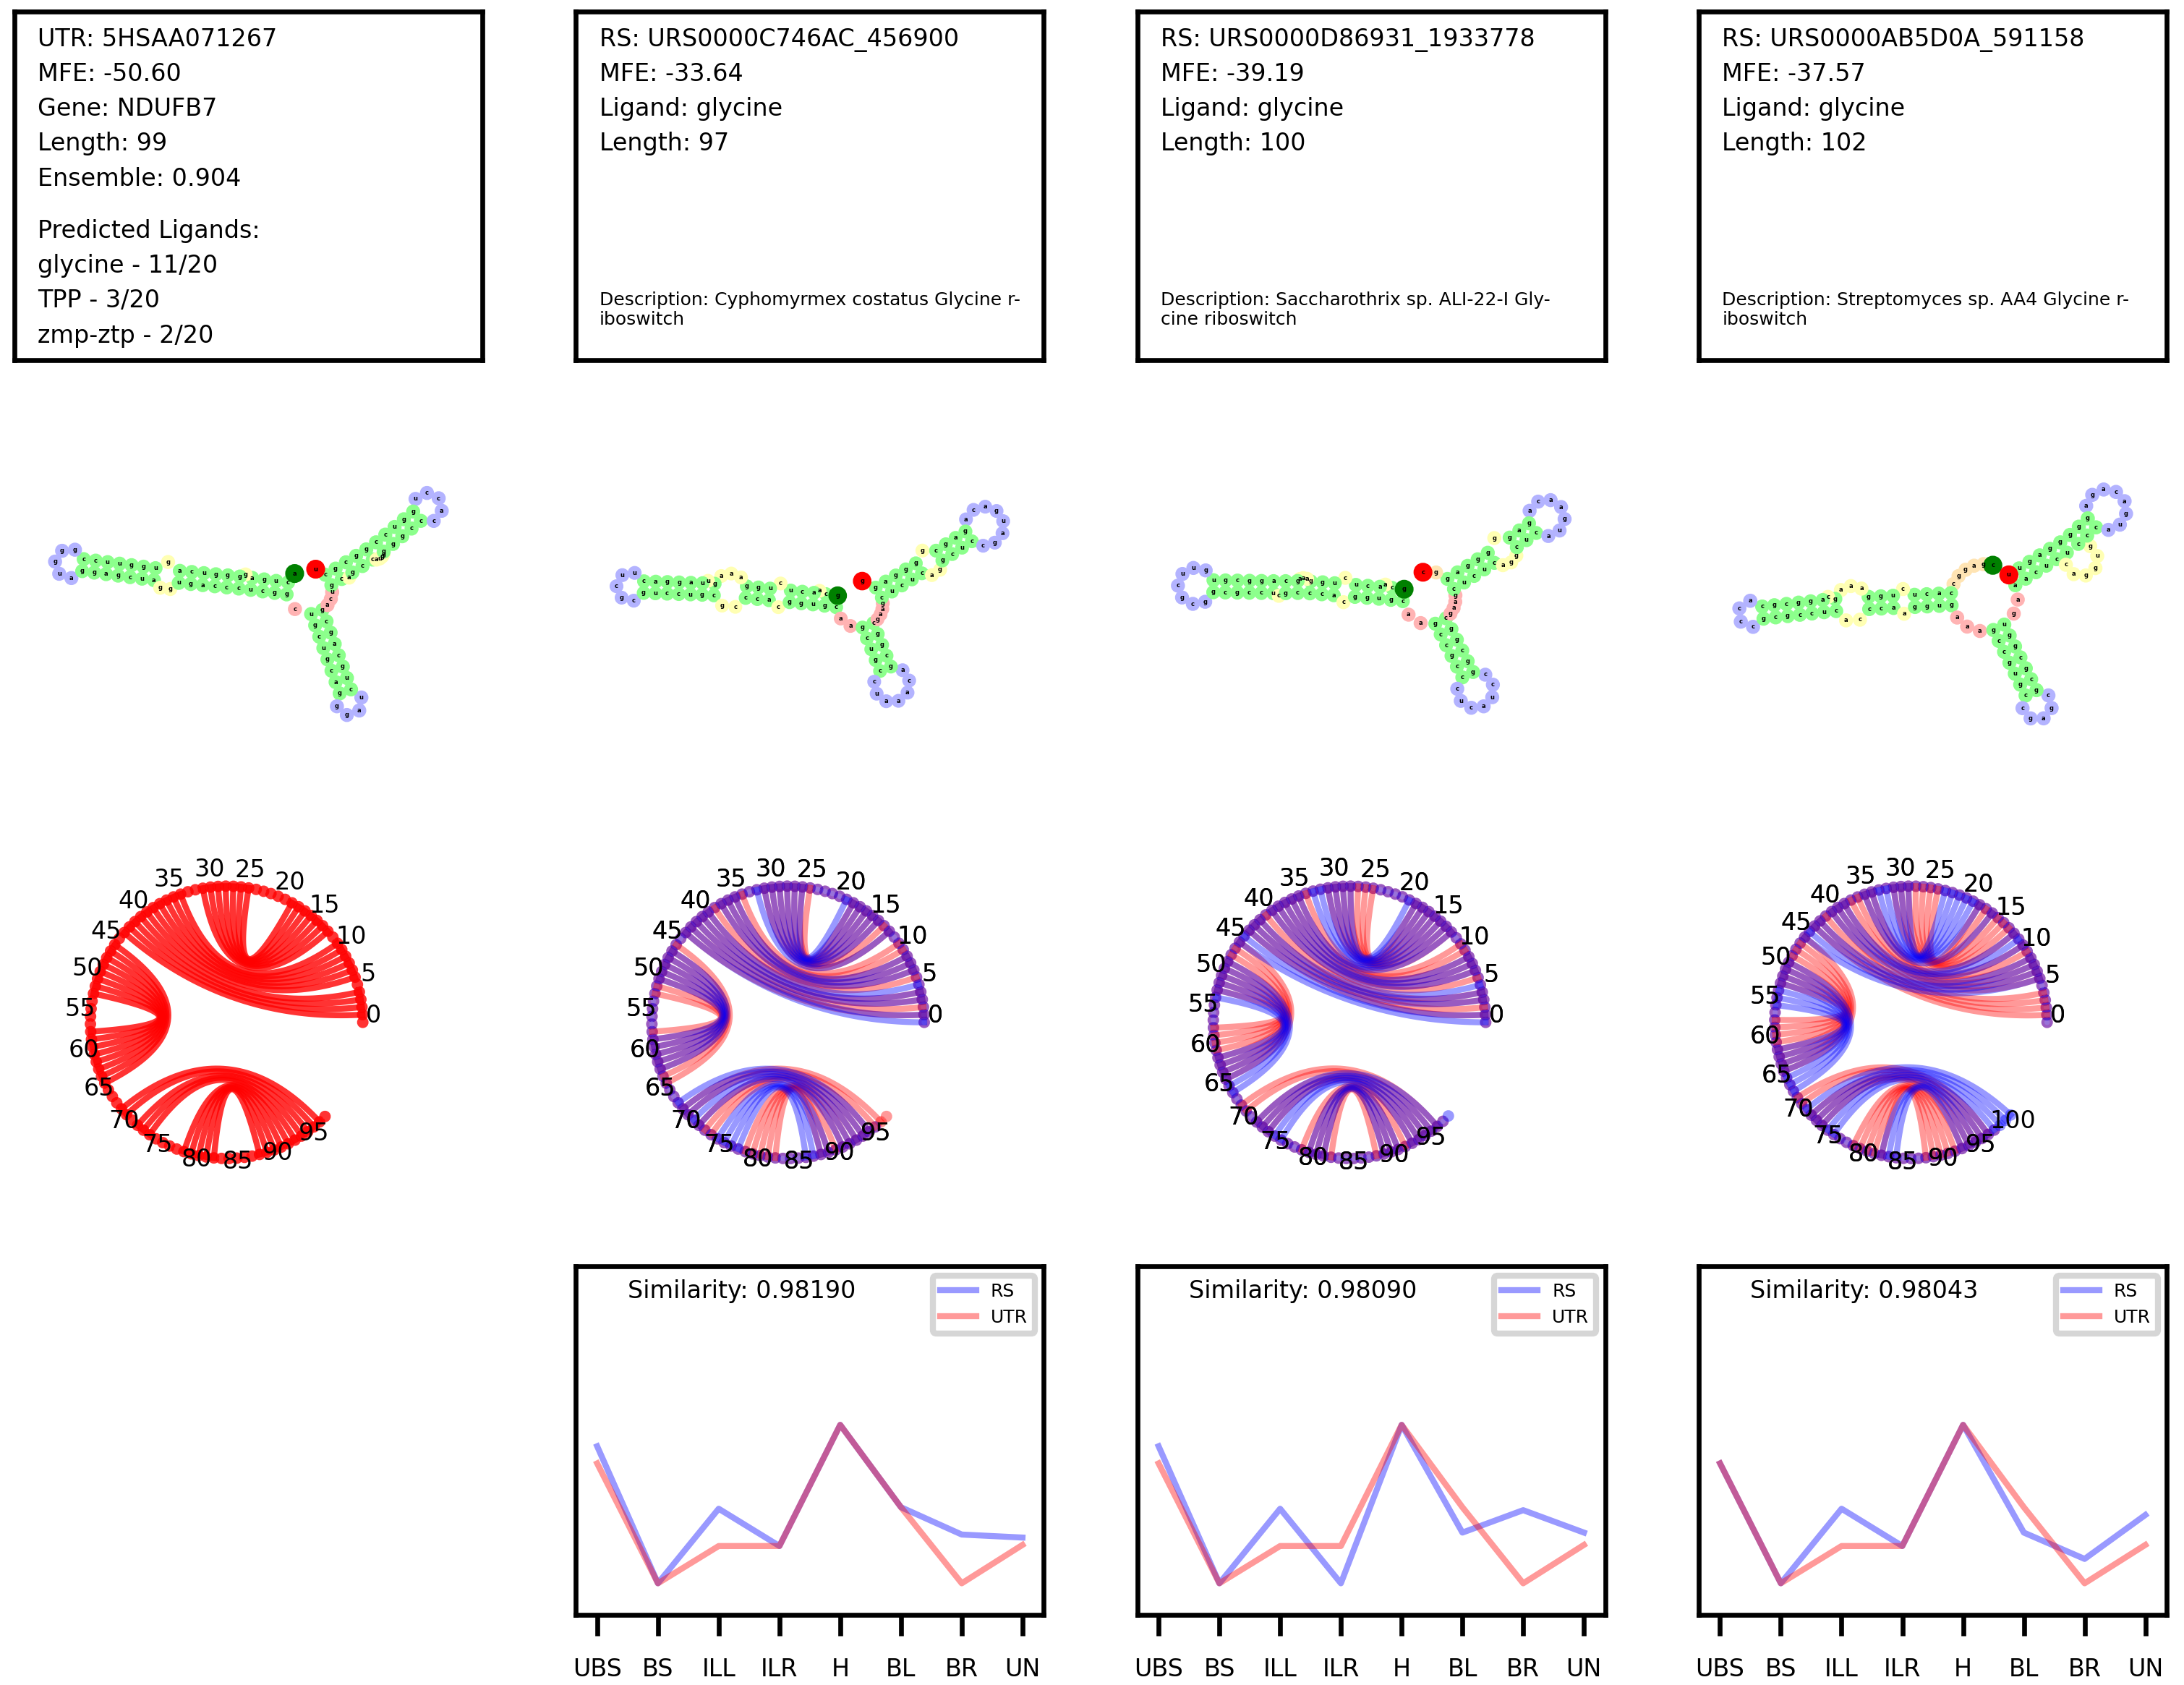 UTR: 5HSAA071267
MFE: -50.60
Gene: NDUFB7
Length: 99
Ensemble: 0.904
Predicted Ligands:
glycine - 11/20
TPP - 3/20
zmp-ztp - 2/20
RS: URS0000C746AC_456900
MFE: -33.64
Ligand: glycine
Length: 97
Description: Cyphomyrmex costatus Glycine r-
iboswitch
RS: URS0000D86931_1933778
MFE: -39.19
Ligand: glycine
Length: 100
Description: Saccharothrix sp. ALI-22-I Gly-
cine riboswitch
RS: URS0000AB5D0A_591158
MFE: -37.57
Ligand: glycine
Length: 102
Description: Streptomyces sp. AA4 Glycine r-
iboswitch
0 5 10 15 20 25 30 35 40 45 50 55 60 65 70 75 80 85 90 95
0 5 10 15 20 25 30 35 40 45 50 55 60 65 70 75 80 85 90 95
0 5 10 15 20 25 30 35 40 45 50 55 60 65 70 75 80 85 90 95
0 5 10 15 20 25 30 35 40 45 50 55 60 65 70 75 80 85 90 95 100
Similarity: 0.98190
RS
UTR
UBS BS ILL ILR H BL BR UN
Similarity: 0.98090
RS
UTR
UBS BS ILL ILR H BL BR UN
Similarity: 0.98043
RS
UTR
UBS BS ILL ILR H BL BR UN